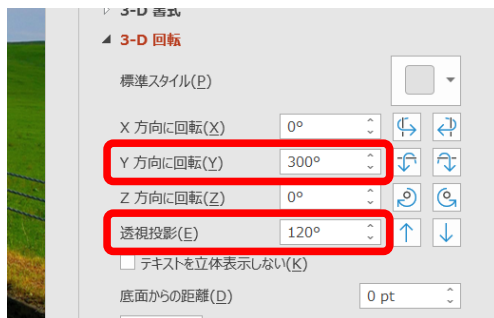 3-D 書式
3-D 回転
標準スタイル(P)
X 方向に回転(X) 0°
Y 方向に回転(Y) 300°
Z 方向に回転(Z) 0°
透視投影(E) 120°
テキストを立体表示しない(K)
底面からの距離(D) 0 pt